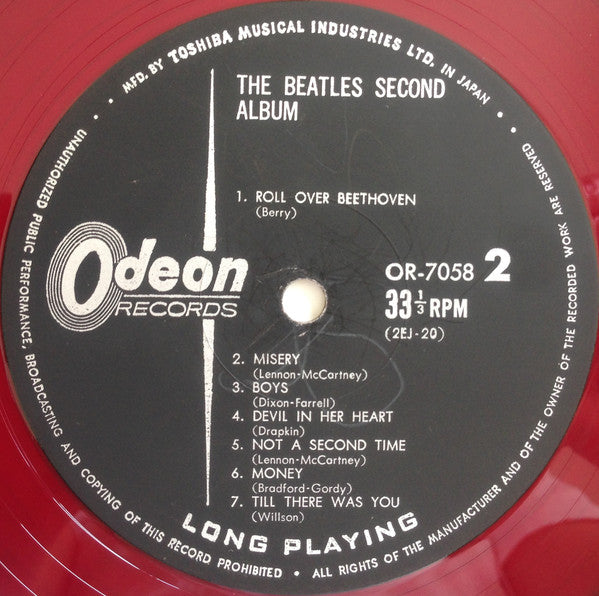 MFD. BY TOSHIBA MUSICAL INDUSTRIES LTD. IN JAPAN •
THE BEATLES SECOND
ALBUM
1. ROLL OVER BEETHOVEN
(Berry)
Odeon
RECORDS
OR-7058 2
33 1/3 RPM
(2EJ-20)
2. MISERY
(Lennon-McCartney)
3. BOYS
(Dixon-Farrell)
4. DEVIL IN HER HEART
(Drapkin)
5. NOT A SECOND TIME
(Lennon-McCartney)
6. MONEY
(Bradford-Gordy)
7. TILL THERE WAS YOU
(Willson)
LONG PLAYING
• ALL RIGHTS OF THE MANUFACTURER AND OF THE OWNER OF THE RECORDED WORK ARE RESERVED •
UNAUTHORIZED PUBLIC PERFORMANCE, BROADCASTING AND COPYING OF THIS RECORD PROHIBITED